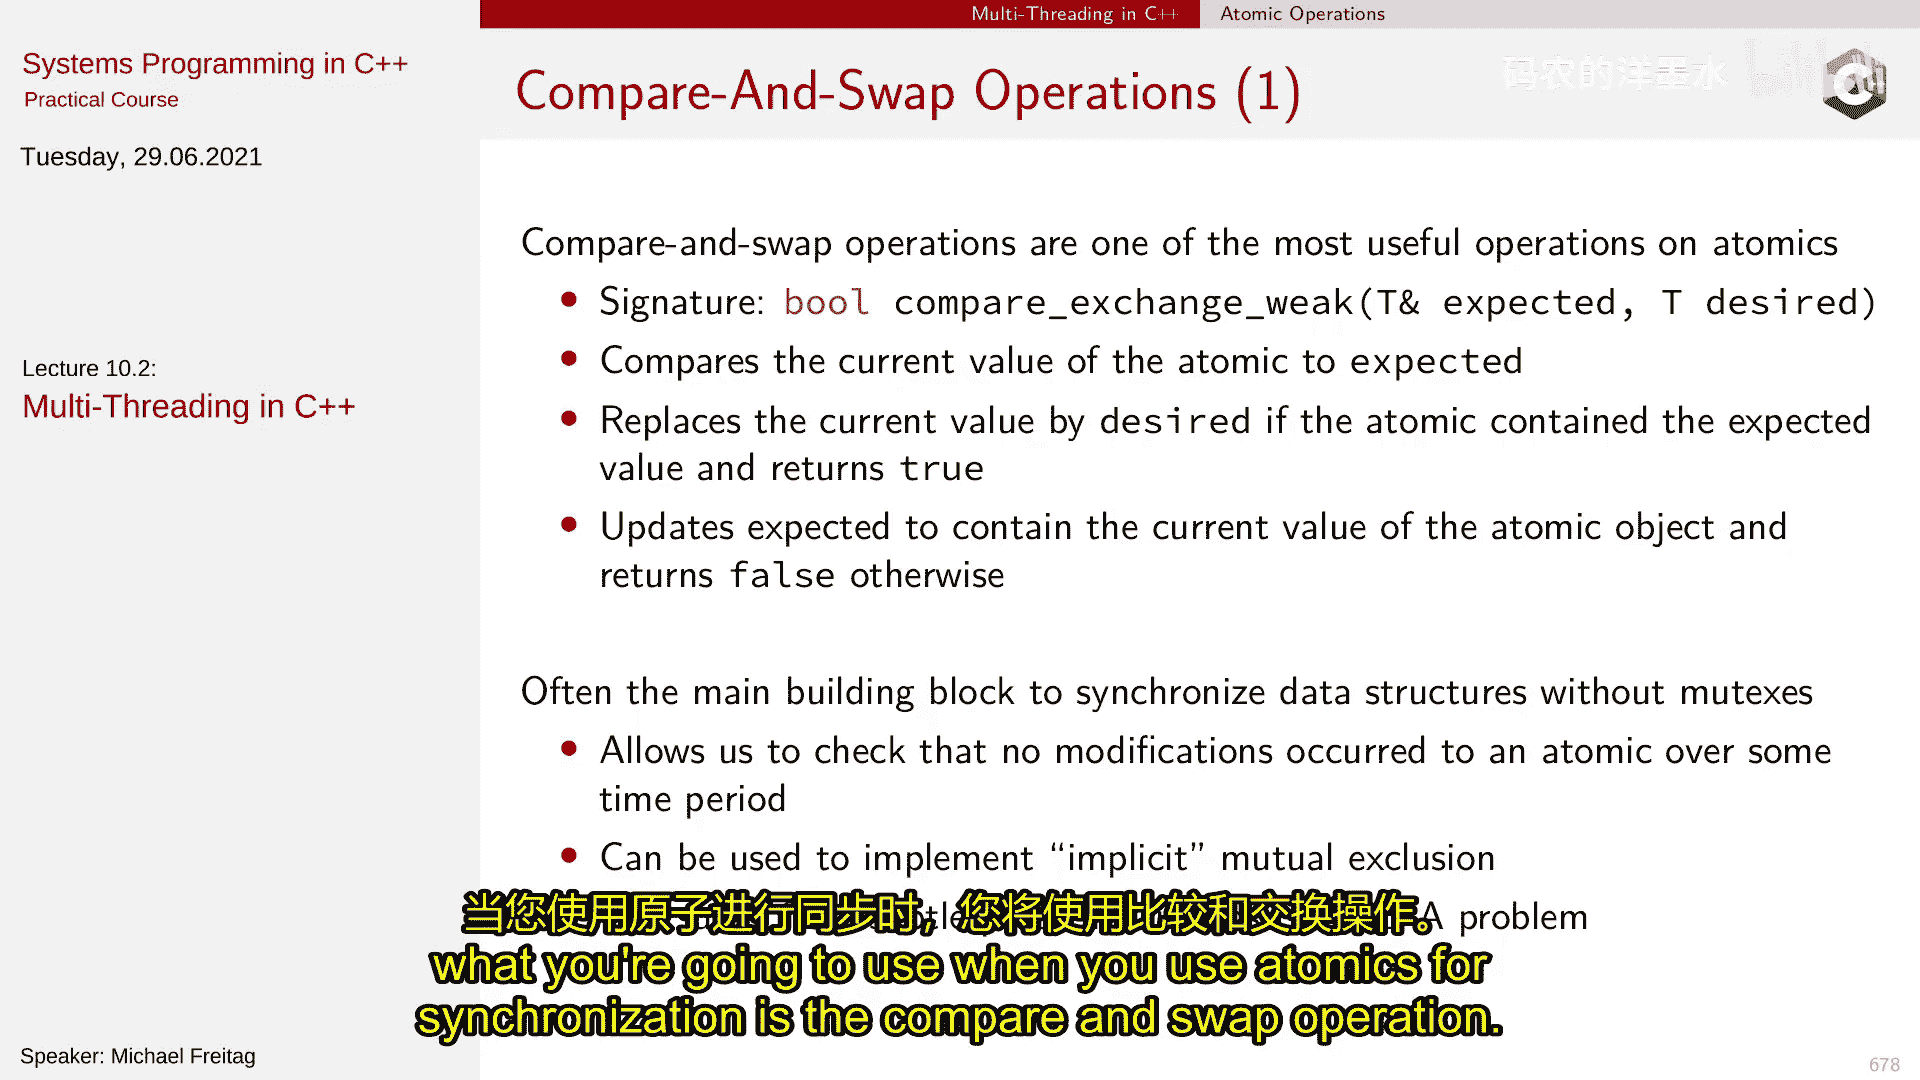 Multi-Threading in C++
Atomic Operations
Systems Programming in C++
Practical Course
Tuesday, 29.06.2021
Compare-And-Swap Operations (1)
码农的洋墨水
Compare-and-swap operations are one of the most useful operations on atomics
• Signature: bool compare_exchange_weak(T& expected, T desired)
• Compares the current value of the atomic to expected
• Replaces the current value by desired if the atomic contained the expected
value and returns true
• Updates expected to contain the current value of the atomic object and
returns false otherwise
Lecture 10.2:
Multi-Threading in C++
Often the main building block to synchronize data structures without mutexes
• Allows us to check that no modifications occurred to an atomic over some
time period
• Can be used to implement “implicit” mutual exclusion
problem
当您使用原子进行同步时，您将使用比较和交换操作。
what you're going to use when you use atomics for
synchronization is the compare and swap operation.
Speaker: Michael Freitag
678